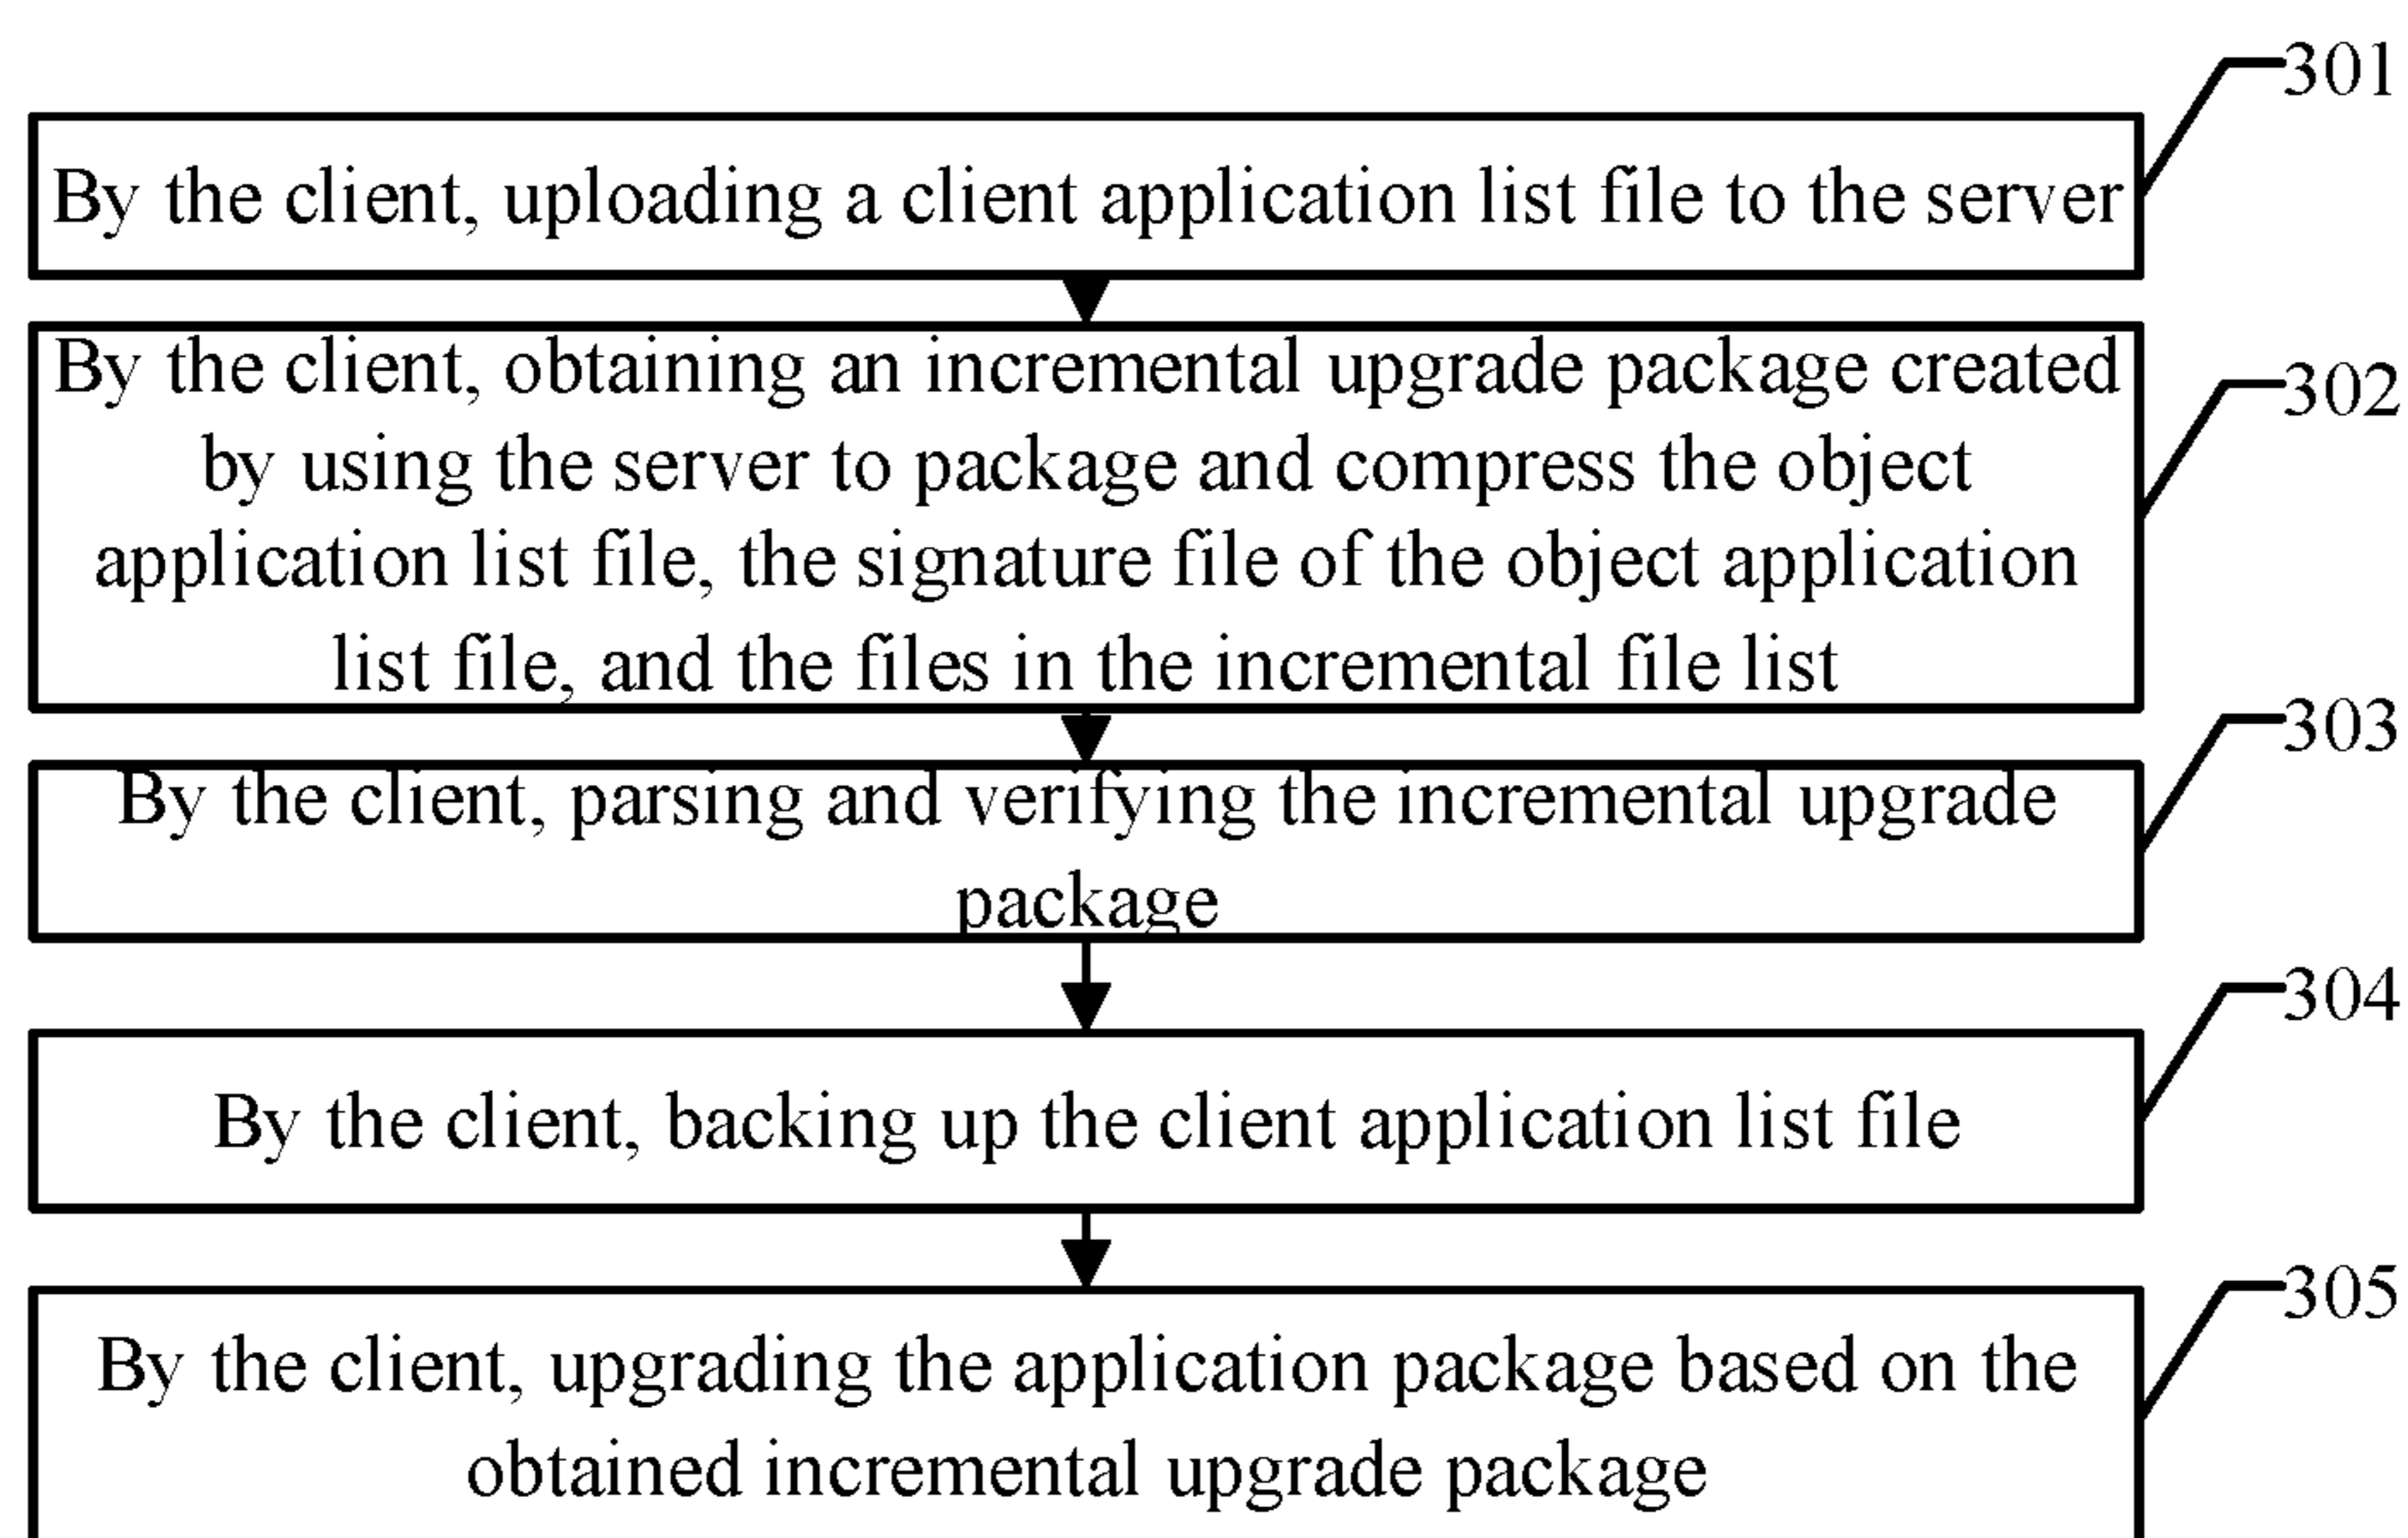 301
By the client, uploading a client application list file to the server
302
By the client, obtaining an incremental upgrade package created
by using the server to package and compress the object
application list file, the signature file of the object application
list file, and the files in the incremental file list
303
By the client, parsing and verifying the incremental upgrade
package
304
By the client, backing up the client application list file
305
By the client, upgrading the application package based on the
obtained incremental upgrade package